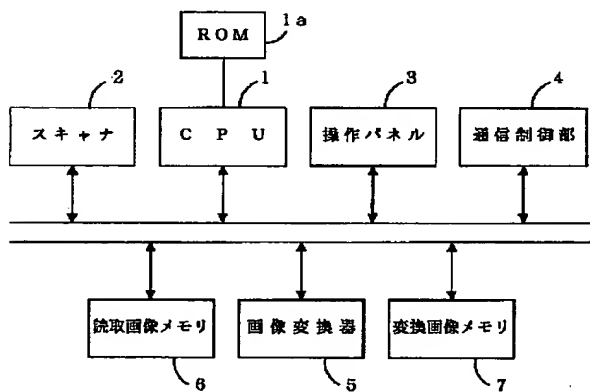 ROM
1a
2
1
3
4
スキャナ
CPU
操作パネル
通信制御部
読取画像メモリ
画像変換器
変換画像メモリ
6
5
7